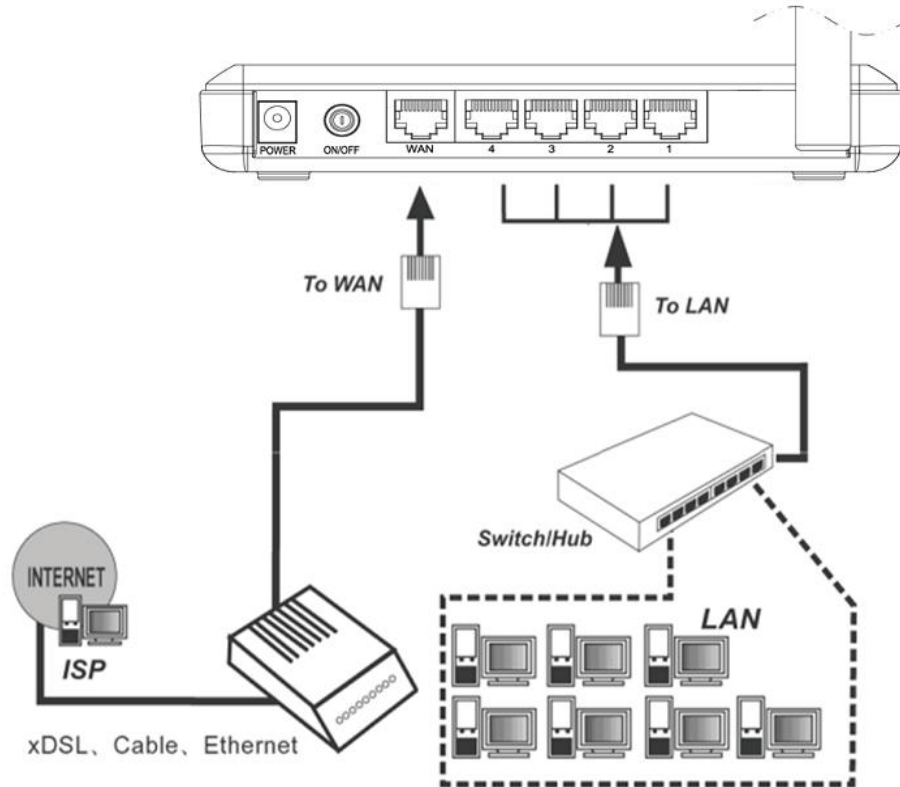 POWER ON/OFF WAN 4 3 2 1
To WAN
To LAN
Switch/Hub
INTERNET
ISP
LAN
xDSL、Cable、Ethernet